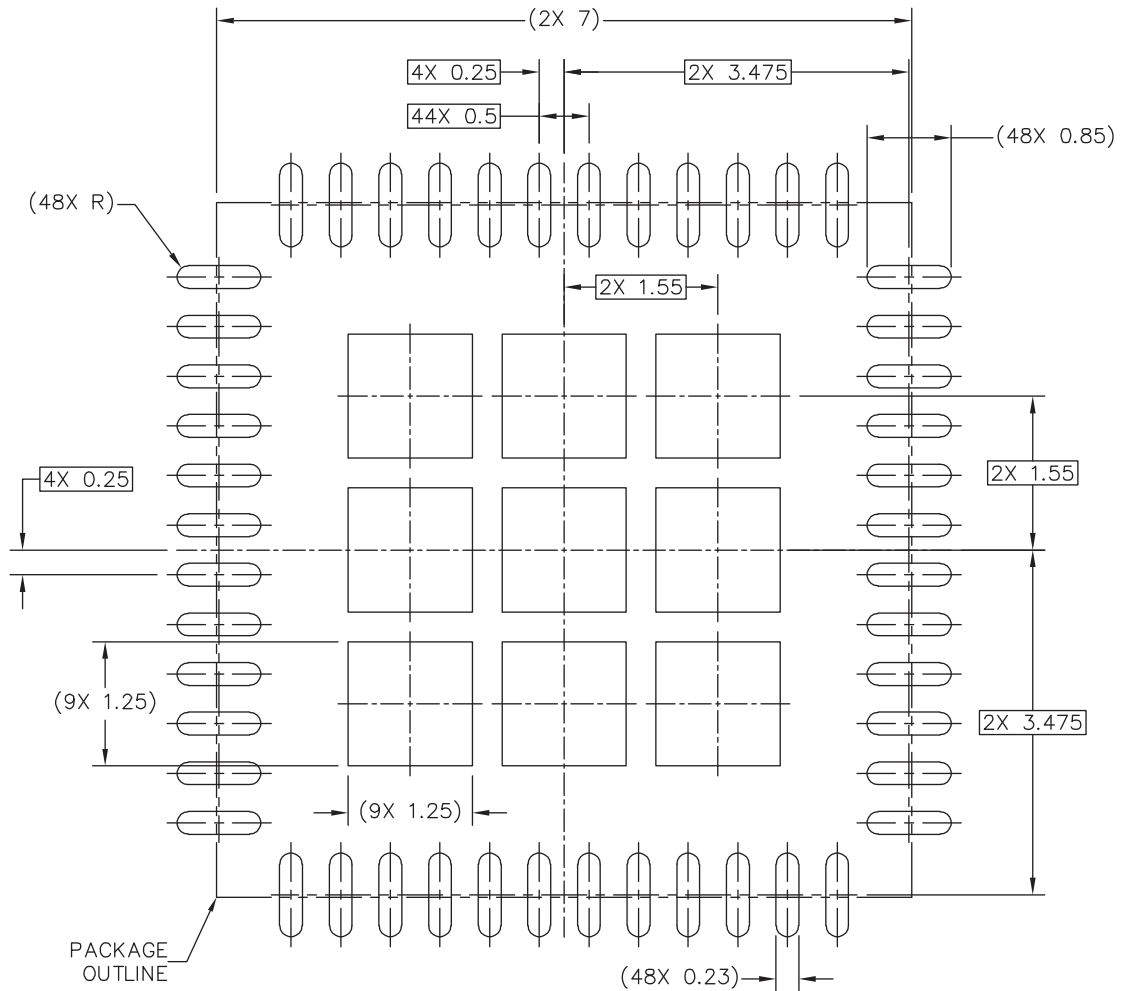 (2X 7)
4X 0.25
2X 3.475
44X 0.5
(48X 0.85)
(48X R)
2X 1.55
4X 0.25
2X 1.55
(9X 1.25)
2X 3.475
(9X 1.25)
PACKAGE
OUTLINE
(48X 0.23)